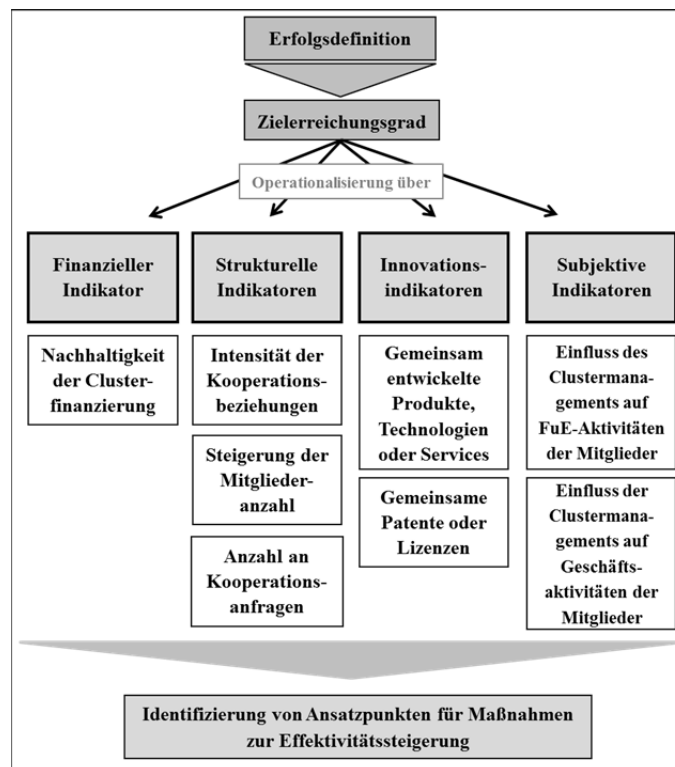 Erfolgsdefinition
Zielerreichungsgrad
Operationalisierung über
Finanzieller
Indikator
Nachhaltigkeit
der Cluster-
finanzierung
Strukturelle
Indikatoren
Intensität der
Kooperations-
beziehungen
Steigerung der
Mitglieder-
anzahl
Anzahl an
Kooperations-
anfragen
Innovations-
indikatoren
Gemeinsam
entwickelte
Produkte,
Technologien
oder Services
Gemeinsame
Patente oder
Lizenzen
Subjektive
Indikatoren
Einfluss des
Clustermana-
gements auf
FuE-Aktivitäten
der Mitglieder
Einfluss der
Clustermana-
gements auf
Geschäfts-
aktivitäten der
Mitglieder
Identifizierung von Ansatzpunkten für Maßnahmen
zur Effektivitätssteigerung